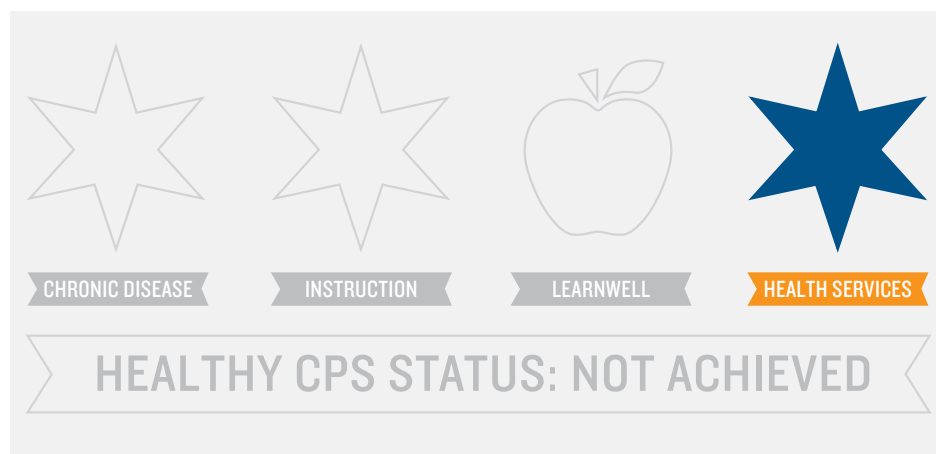 CHRONIC DISEASE
INSTRUCTION
LEARNWELL
HEALTH SERVICES
HEALTHY CPS STATUS: NOT ACHIEVED